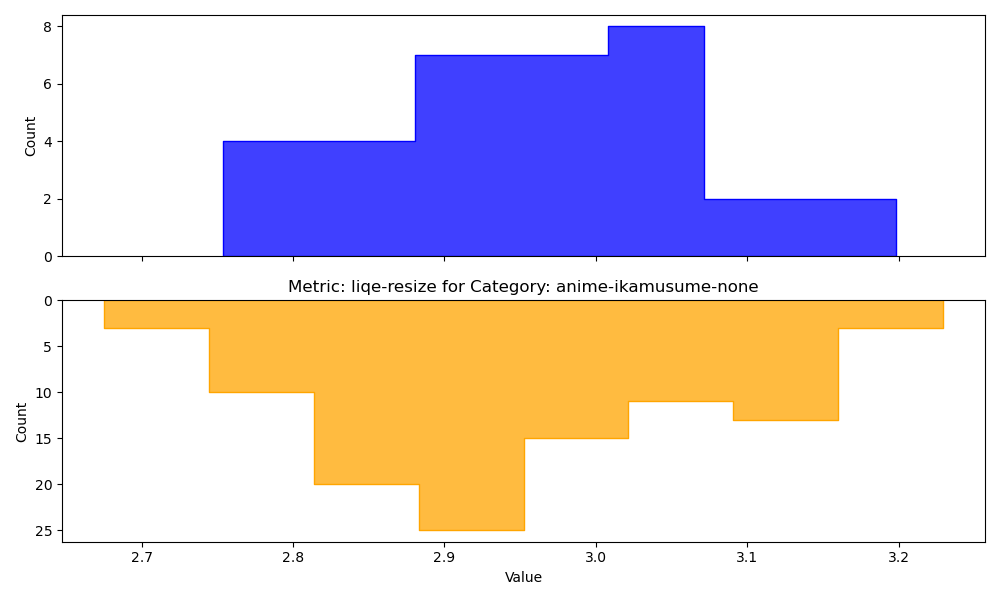 8
6
4
2
0
Count
Metric: liqe-resize for Category: anime-ikamusume-none
0
5
10
15
20
25
Count
2.7 2.8 2.9 3.0 3.1 3.2
Value